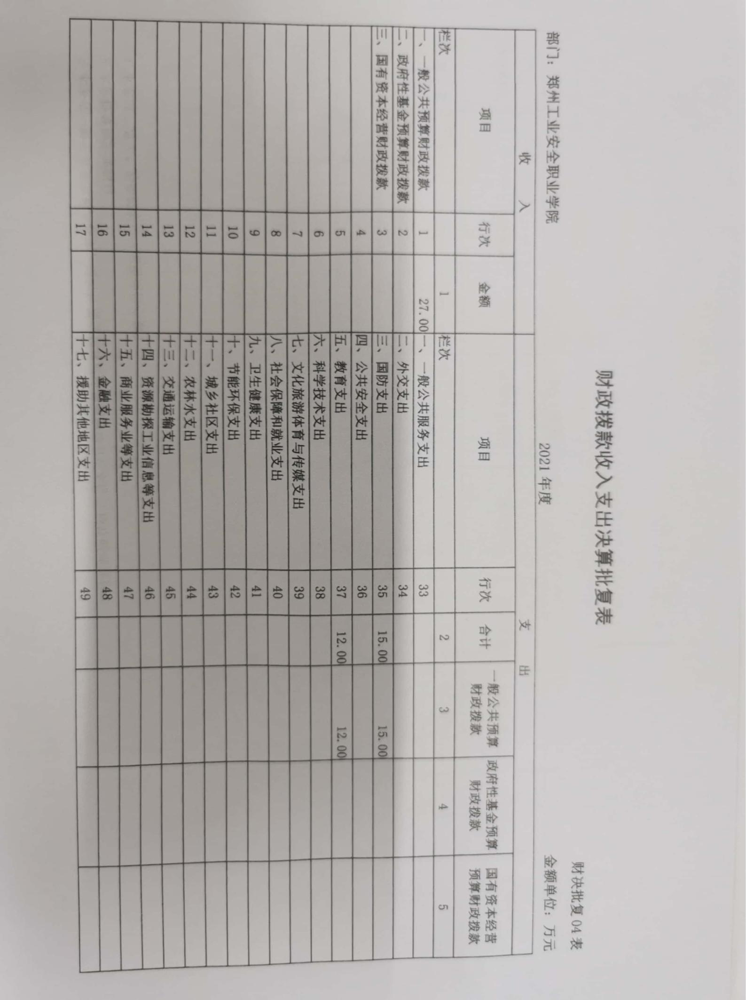 财政拨款收入支出决算批复表
财决批复 04 表
部门：郑州工业安全职业学院 2021 年度 金额单位：万元
收 入 支 出
项目 行次 金额 项目 行次 合计 一般公共预算财政拨款 政府性基金预算财政拨款 国有资本经营预算财政拨款
栏次 1 栏次 2 3 4 5
一、一般公共预算财政拨款 1 27.00 一、一般公共服务支出 33
二、政府性基金预算财政拨款 2 二、外交支出 34
三、国有资本经营财政拨款 3 三、国防支出 35 15.00 15.00
4 四、公共安全支出 36
5 五、教育支出 37 12.00 12.00
6 六、科学技术支出 38
7 七、文化旅游体育与传媒支出 39
8 八、社会保障和就业支出 40
9 九、卫生健康支出 41
10 十、节能环保支出 42
11 十一、城乡社区支出 43
12 十二、农林水支出 44
13 十三、交通运输支出 45
14 十四、资源勘探工业信息等支出 46
15 十五、商业服务业等支出 47
16 十六、金融支出 48
17 十七、援助其他地区支出 49